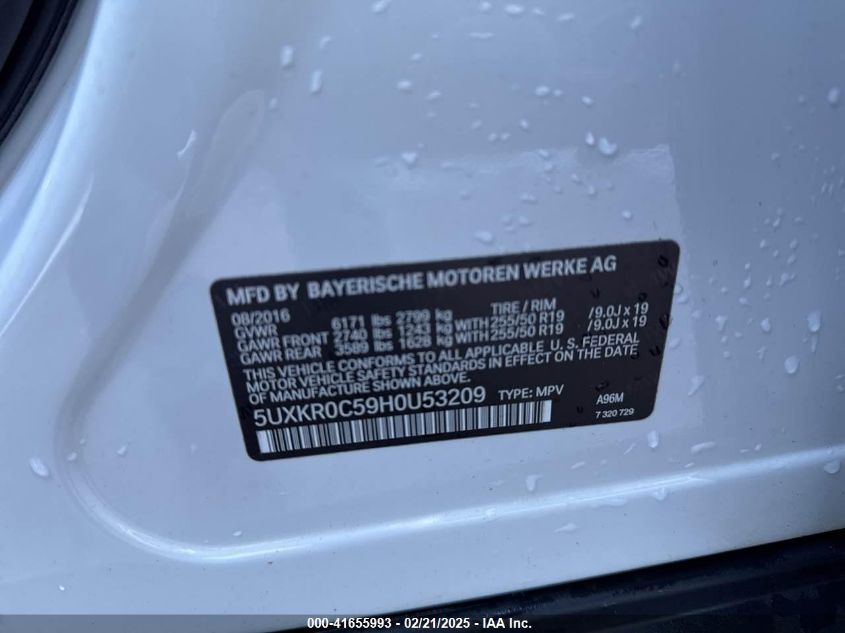 MFD BY BAYERISCHE MOTOREN WERKE AG
08/2016 TIRE / RIM
GVWR 6171 lbs 2799 kg
GAWR FRONT 2740 lbs 1243 kg WITH 255/50 R19 /9.0J x 19
GAWR REAR 3589 lbs 1628 kg WITH 255/50 R19 /9.0J x 19
THIS VEHICLE CONFORMS TO ALL APPLICABLE U. S. FEDERAL
MOTOR VEHICLE SAFETY STANDARDS IN EFFECT ON THE DATE
OF MANUFACTURE SHOWN ABOVE.
5UXKR0C59H0U53209 TYPE: MPV A96M
7 320 729
000-41655993 - 02/21/2025 - IAA Inc.